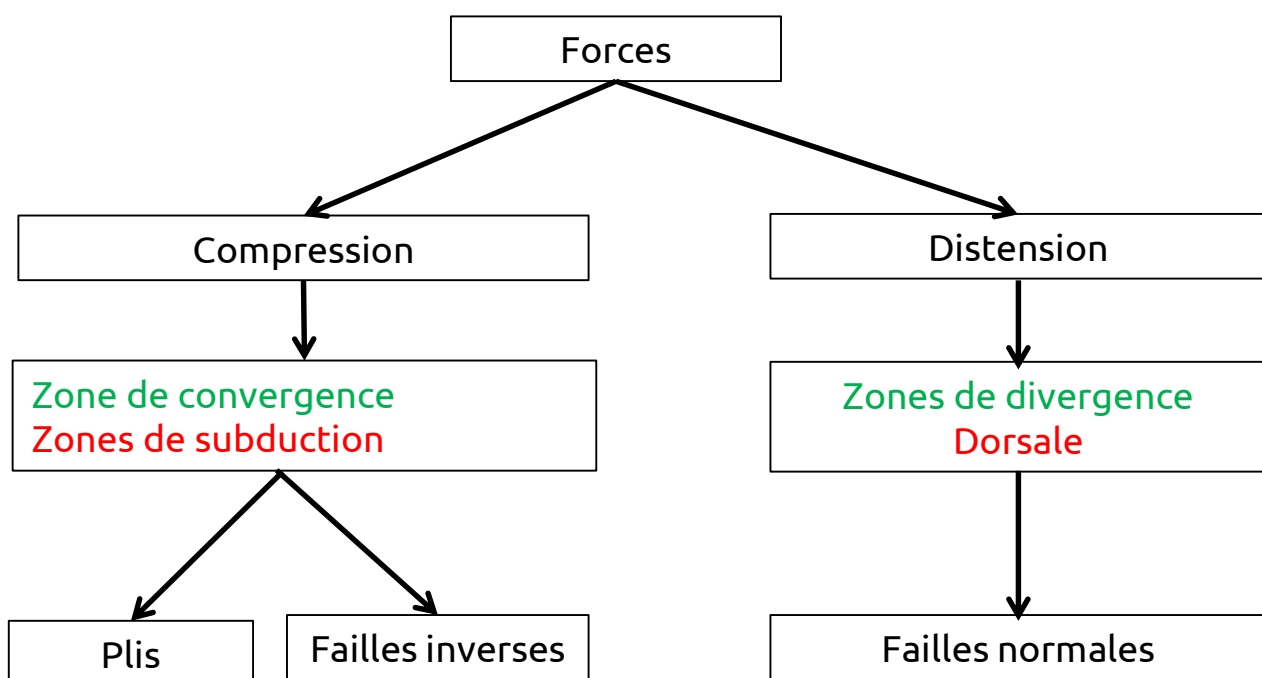 Forces
Compression
Distension
Zone de convergence
Zones de subduction
Zones de divergence
Dorsale
Plis
Failles inverses
Failles normales